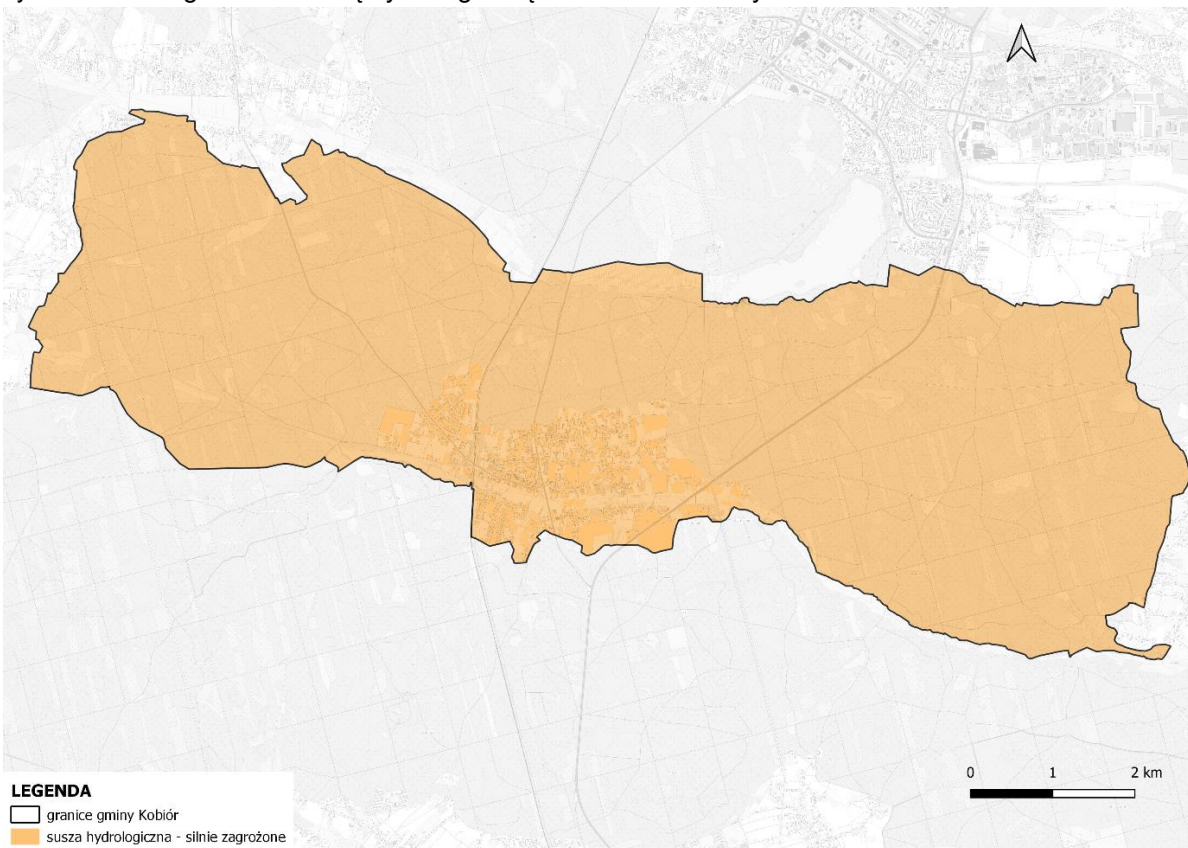 0 1 2 km
LEGENDA
granice gminy Kobiór
susza hydrologiczna - silnie zagrożone